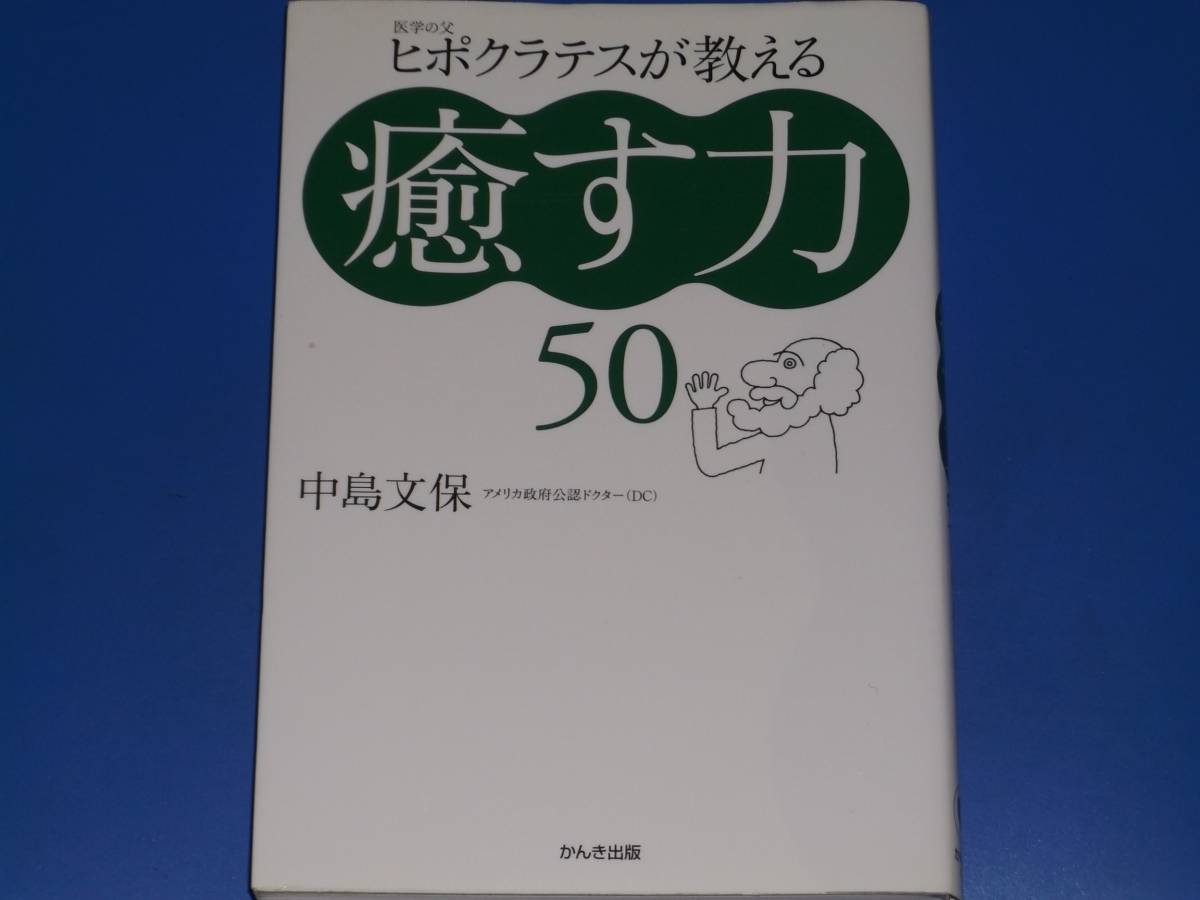 医学の父
ヒポクラテスが教える
癒す力
50
中島文保 アメリカ政府公認ドクター(DC)
かんき出版